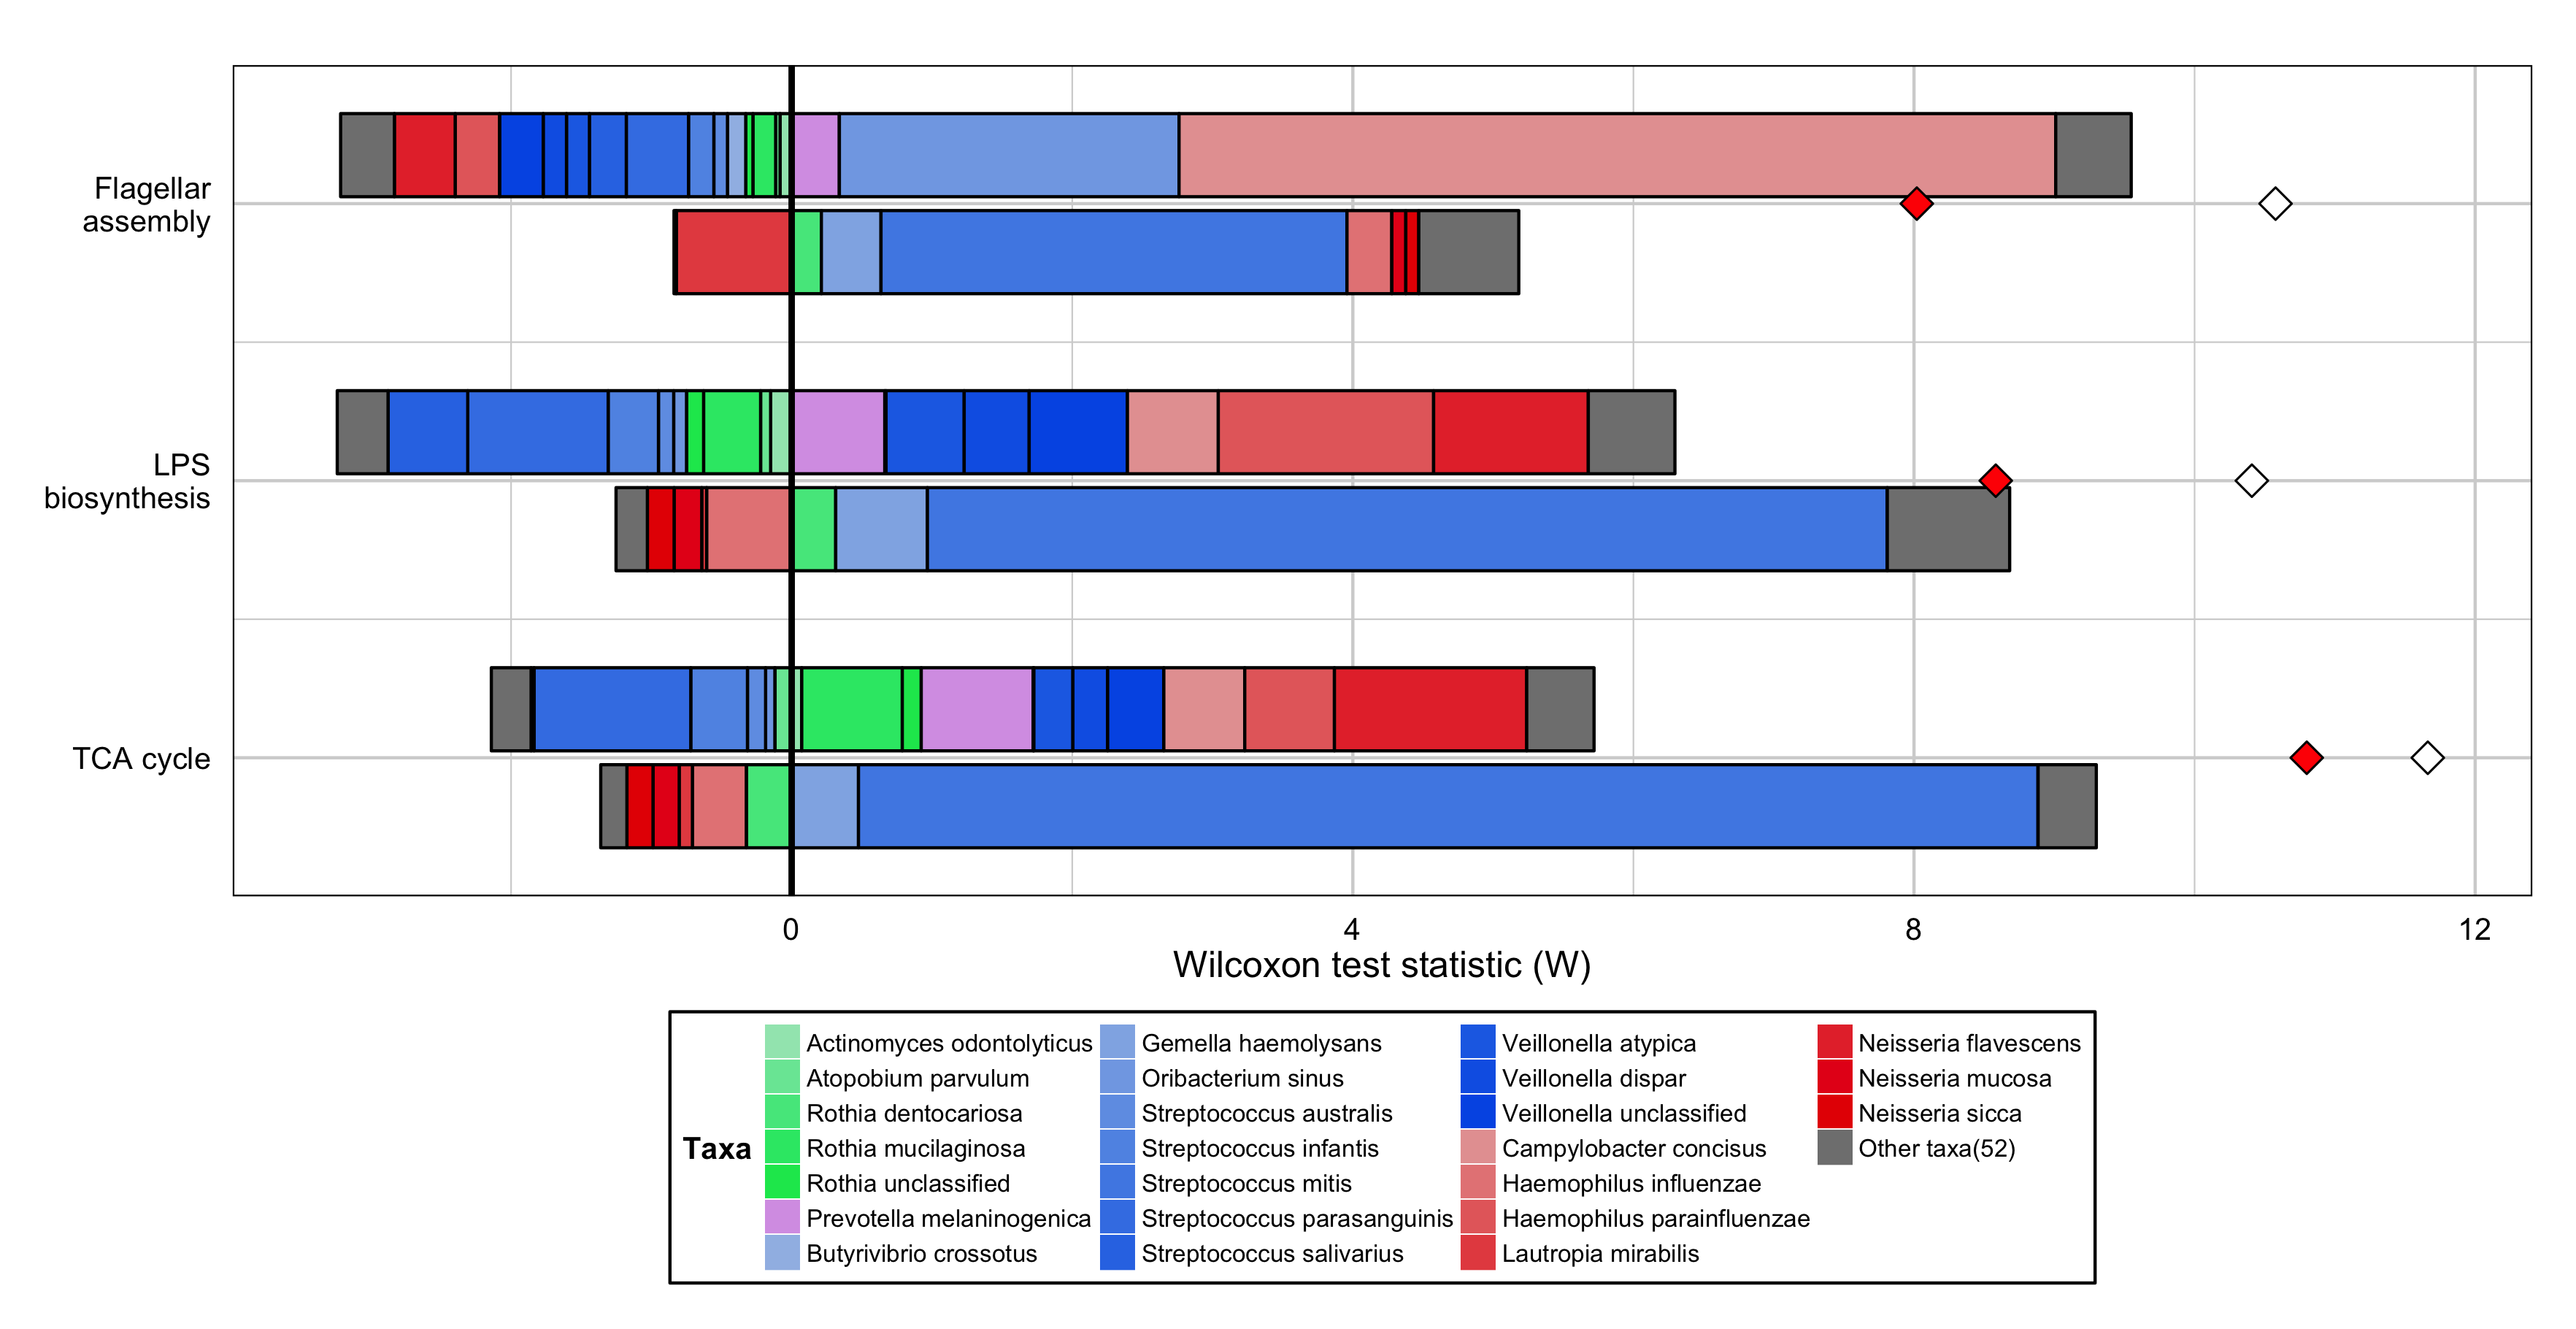 Flagellar
assembly
LPS
biosynthesis
TCA cycle
0 4 8 12
Wilcoxon test statistic (W)
Taxa
Actinomyces odontolyticus
Atopobium parvulum
Rothia dentocariosa
Rothia mucilaginosa
Rothia unclassified
Prevotella melaninogenica
Butyrivibrio crossotus
Gemella haemolysans
Oribacterium sinus
Streptococcus australis
Streptococcus infantis
Streptococcus mitis
Streptococcus parasanguinis
Streptococcus salivarius
Veillonella atypica
Veillonella dispar
Veillonella unclassified
Campylobacter concisus
Haemophilus influenzae
Haemophilus parainfluenzae
Lautropia mirabilis
Neisseria flavescens
Neisseria mucosa
Neisseria sicca
Other taxa(52)